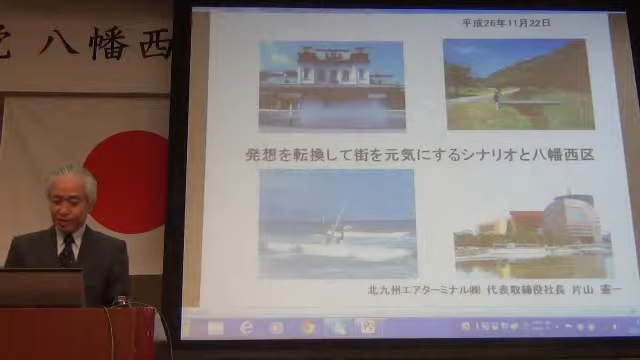 八幡西
平成26年11月22日
発想を転換して街を元気にするシナリオと八幡西区
北九州エアターミナル㈱ 代表取締役社長 片山 憲一